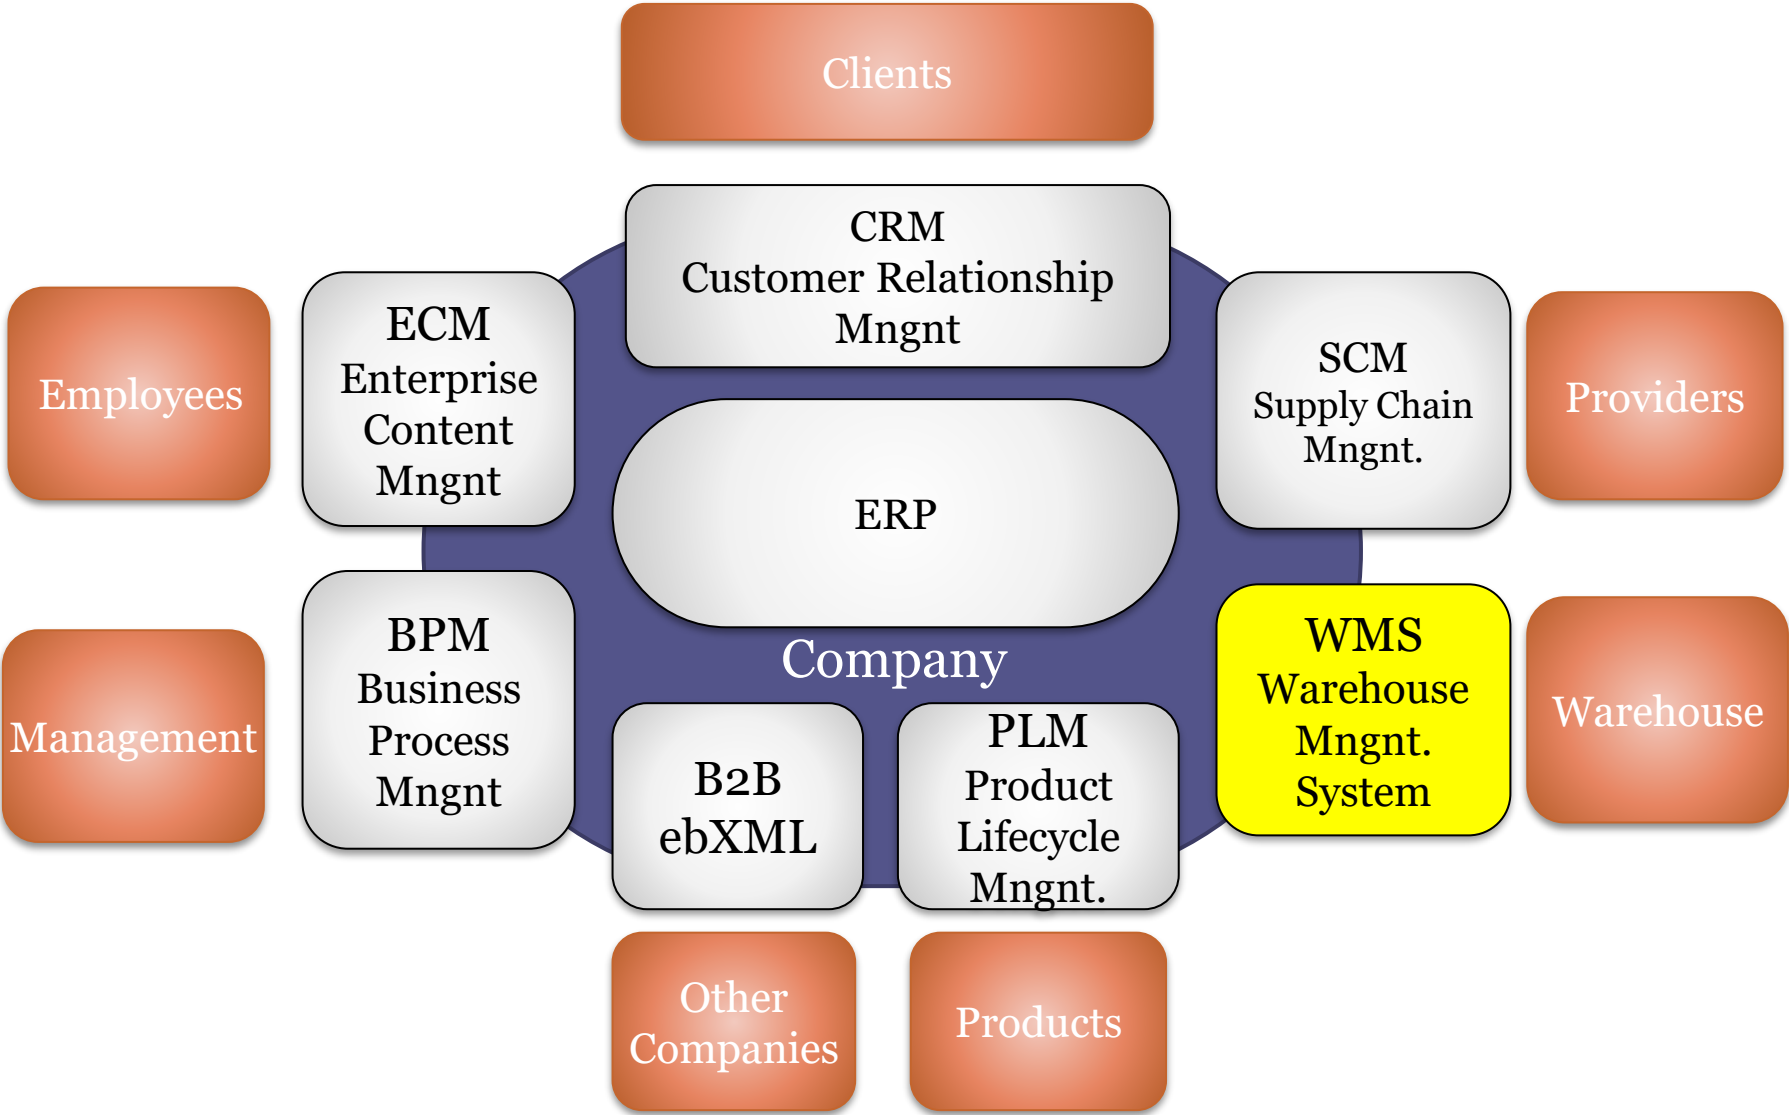 Clients
CRM
Customer Relationship
Mngnt
ECM
Enterprise
Content
Mngnt
Employees
SCM
Supply Chain
Mngnt.
Providers
ERP
Company
BPM
Business
Process
Mngnt
Management
WMS
Warehouse
Mngnt.
System
Warehouse
B2B
ebXML
PLM
Product
Lifecycle
Mngnt.
Other
Companies
Products